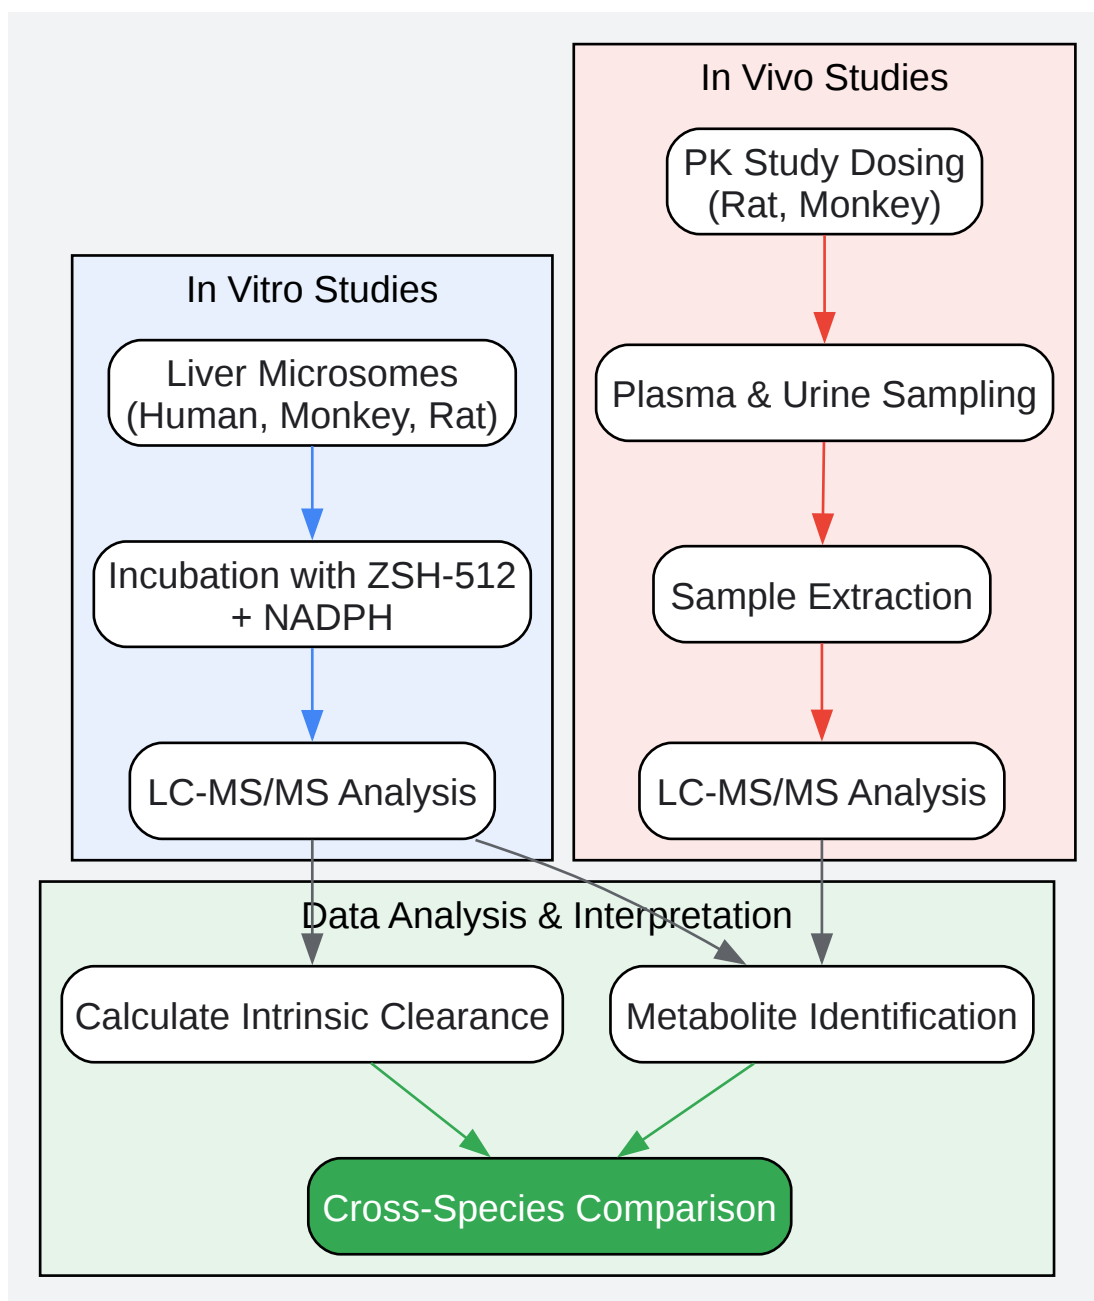 In Vivo Studies
PK Study Dosing
(Rat, Monkey)
Plasma & Urine Sampling
Sample Extraction
LC-MS/MS Analysis
In Vitro Studies
Liver Microsomes
(Human, Monkey, Rat)
Incubation with ZSH-512
+ NADPH
LC-MS/MS Analysis
Data Analysis & Interpretation
Calculate Intrinsic Clearance
Metabolite Identification
Cross-Species Comparison